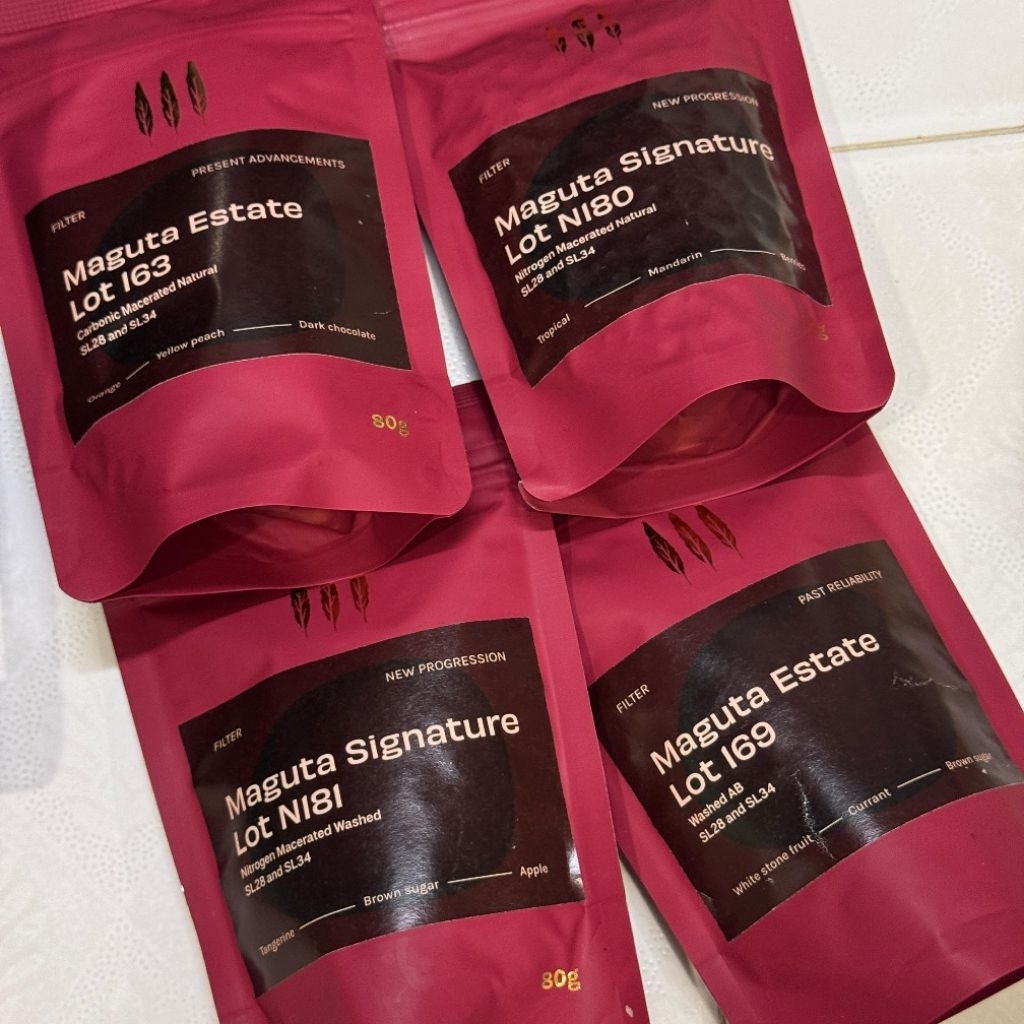 PRESENT ADVANCEMENTS
FILTER
Maguta Estate
Lot 163
Carbonic Macerated Natural
SL28 and SL34
Orange Yellow peach Dark chocolate
80g
NEW PROGRESSION
FILTER
Maguta Signature
Lot N180
Nitrogen Macerated Natural
SL28 and SL34
Tropical Mandarin Berries
NEW PROGRESSION
FILTER
Maguta Signature
Lot N181
Nitrogen Macerated Washed
SL28 and SL34
Tangerine Brown sugar Apple
80g
PAST RELIABILITY
FILTER
Maguta Estate
Lot 169
Washed AB
SL28 and SL34
White stone fruit Currant Brown sugar